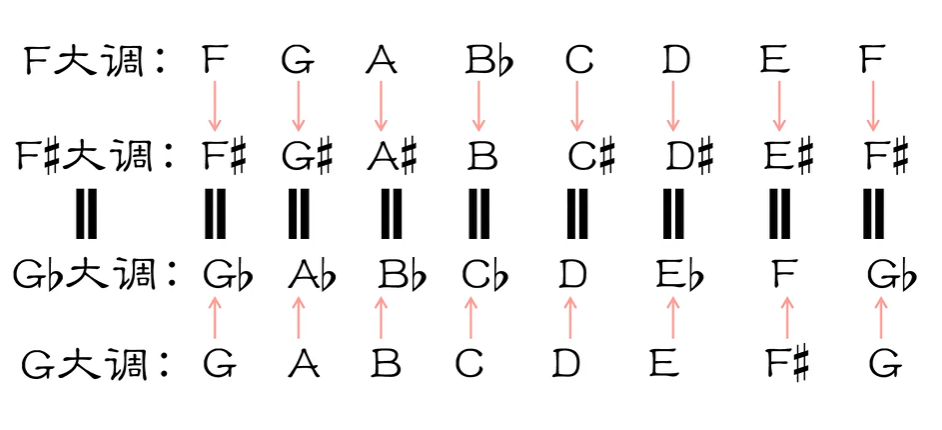 F大调： F G A B♭ C D E F
F♯大调： F♯ G♯ A♯ B C♯ D♯ E♯ F♯
G♭大调： G♭ A♭ B♭ C♭ D E♭ F G♭
G大调： G A B C D E F♯ G